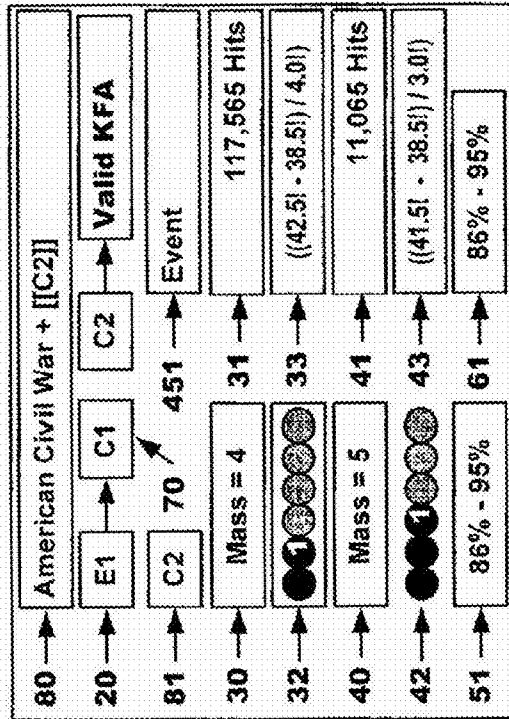 80 American Civil War + [[C2]]
20 E1 C1 C2 Valid KFA
81 C2 70 451 Event
30 Mass = 4 31 117,565 Hits
32 1 33 ((42.5! - 38.5!) / 4.0!)
40 Mass = 5 41 11,065 Hits
42 1 43 ((41.5! - 38.5!) / 3.0!)
51 86% - 95% 61 86% - 95%